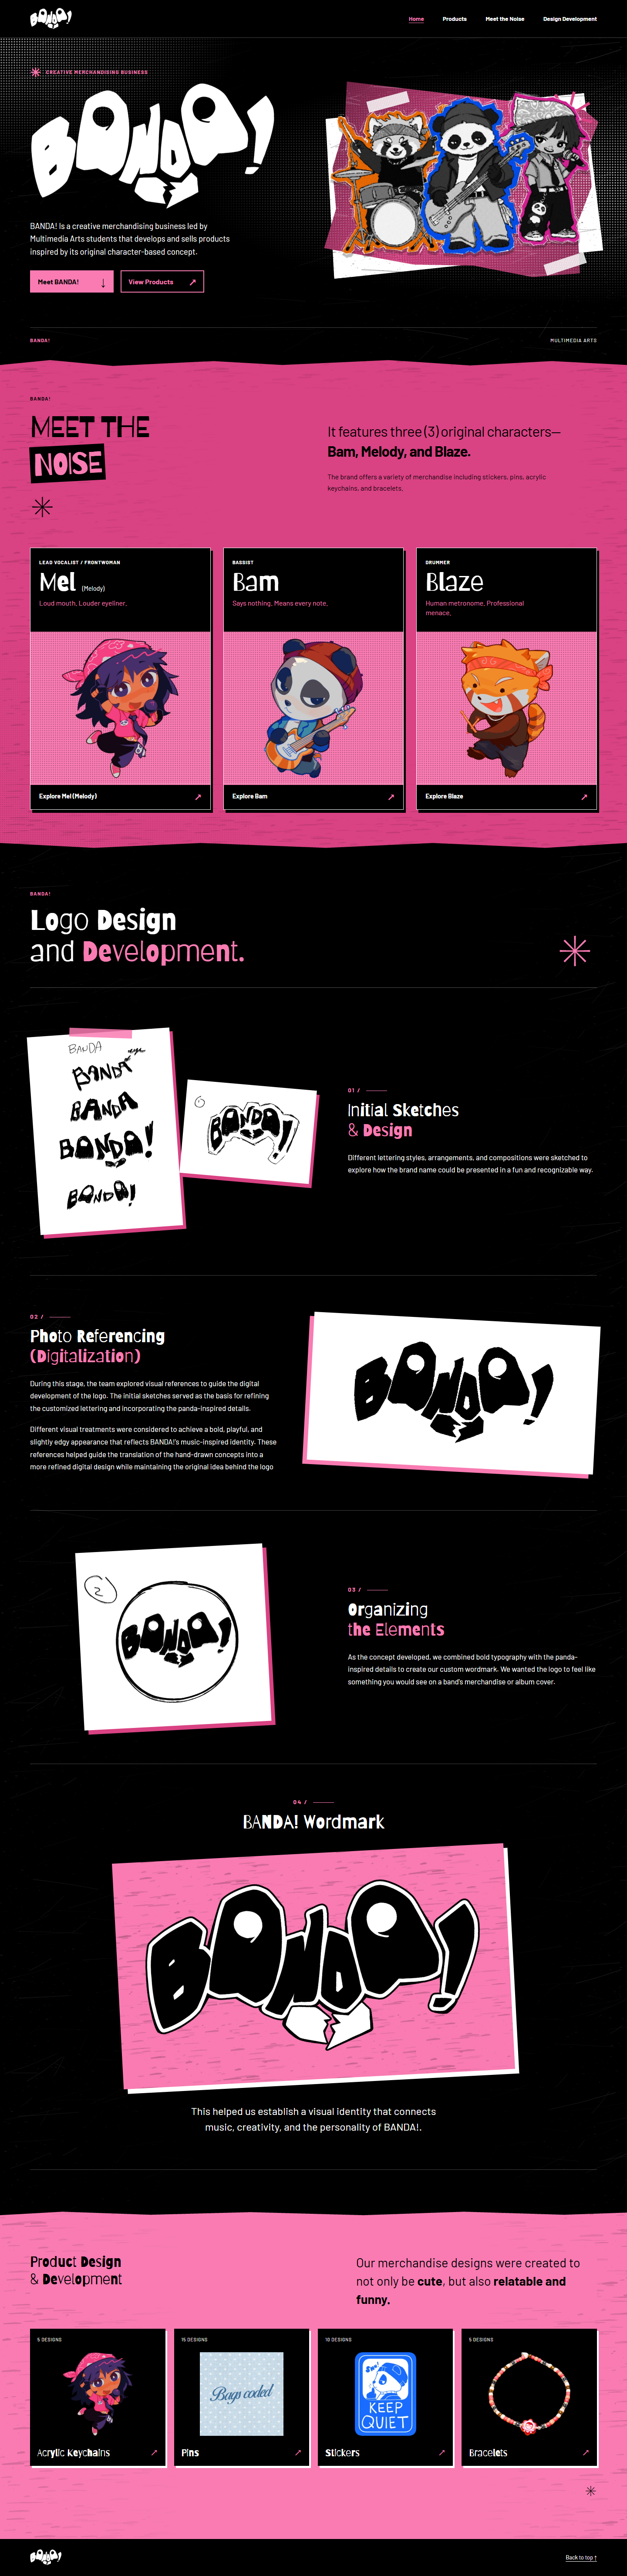 BANDA!
Home
Products
Meet the Noise
Design Development
CREATIVE MERCHANDISING BUSINESS
BANDA!
BANDA! Is a creative merchandising business led by
Multimedia Arts students that develops and sells products
inspired by its original character-based concept.
Meet BANDA! ↓
View Products ↗
BANDA!
MULTIMEDIA ARTS
BANDA!
MEET THE
NOISE
It features three (3) original characters—
Bam, Melody, and Blaze.
The brand offers a variety of merchandise including stickers, pins, acrylic
keychains, and bracelets.
LEAD VOCALIST / FRONTWOMAN
Mel (Melody)
Loud mouth. Louder eyeliner.
Explore Mel (Melody) ↗
BASSIST
Bam
Says nothing. Means every note.
Explore Bam ↗
DRUMMER
Blaze
Human metronome. Professional
menace.
Explore Blaze ↗
BANDA!
Logo Design
and Development.
BANDA
BANDA
BANDA
BANDA!
BANDA!
BANDA!
01 /
Initial Sketches
& Design
Different lettering styles, arrangements, and compositions were sketched to
explore how the brand name could be presented in a fun and recognizable way.
02 /
Photo Referencing
(Digitalization)
During this stage, the team explored visual references to guide the digital
development of the logo. The initial sketches served as the basis for refining
the customized lettering and incorporating the panda-inspired details.
Different visual treatments were considered to achieve a bold, playful, and
slightly edgy appearance that reflects BANDA!'s music-inspired identity. These
references helped guide the translation of the hand-drawn concepts into a
more refined digital design while maintaining the original idea behind the logo
BANDA!
2
BANDA!
03 /
Organizing
the Elements
As the concept developed, we combined bold typography with the panda-
inspired details to create our custom wordmark. We wanted the logo to feel like
something you would see on a band's merchandise or album cover.
04 /
BANDA! Wordmark
BANDA!
This helped us establish a visual identity that connects
music, creativity, and the personality of BANDA!.
Product Design
& Development
Our merchandise designs were created to
not only be cute, but also relatable and
funny.
5 DESIGNS
Acrylic Keychains ↗
15 DESIGNS
Bags coded
Pins ↗
10 DESIGNS
KEEP
QUIET
Stickers ↗
5 DESIGNS
Bracelets ↗
BANDA!
Back to top ↑